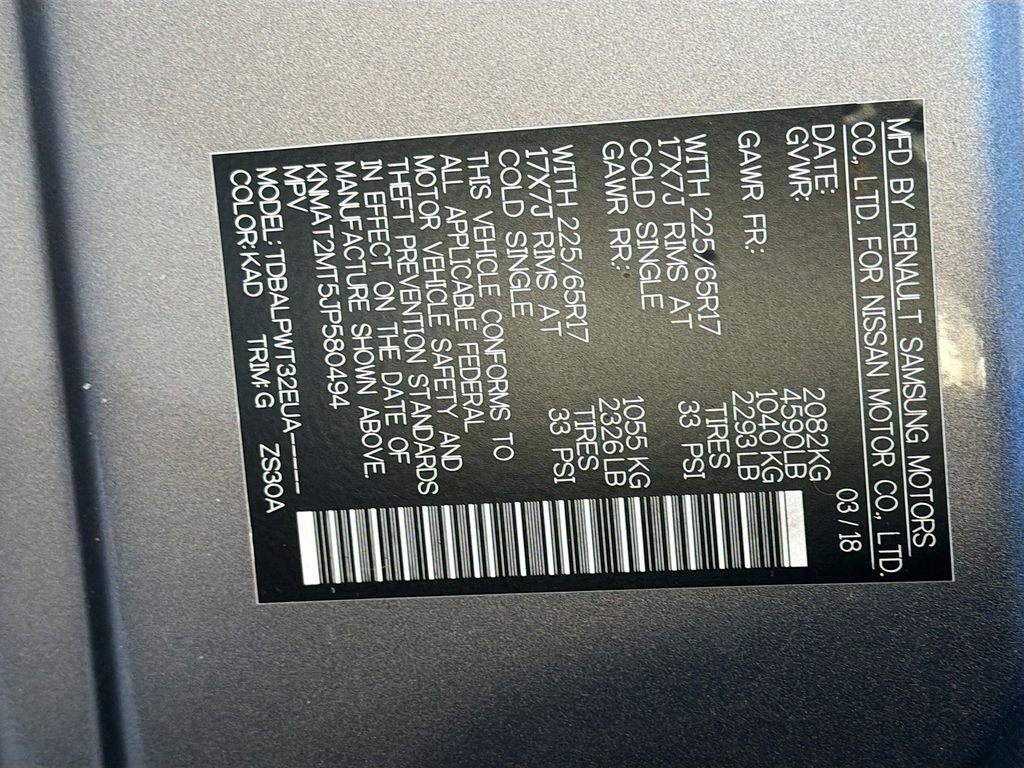 MFD BY RENAULT SAMSUNG MOTORS
CO., LTD. FOR NISSAN MOTOR CO., LTD.
DATE: 03 / 18
GVWR: 2082KG
4590LB
GAWR FR: 1040 KG
2293LB
WITH 225/65R17 TIRES
17X7J RIMS AT 33 PSI
COLD SINGLE
GAWR RR: 1055 KG
2326LB
WITH 225/65R17 TIRES
17X7J RIMS AT 33 PSI
COLD SINGLE
THIS VEHICLE CONFORMS TO
ALL APPLICABLE FEDERAL
MOTOR VEHICLE SAFETY AND
THEFT PREVENTION STANDARDS
IN EFFECT ON THE DATE OF
MANUFACTURE SHOWN ABOVE.
KNMAT2MT5JP580494
MPV
MODEL: TDBALPWT32EUA-----
COLOR: KAD TRIM: G ZS30A